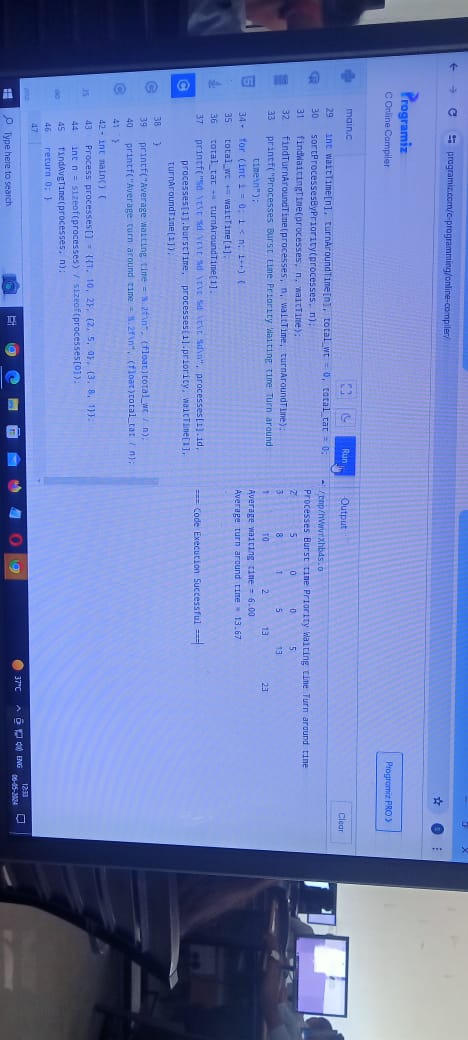 programiz.com/c-programming/online-compiler/
Programiz
C Online Compiler
Programiz PRO >
main.c
Run
Output
Clear
29 int waitTime[n], turnAroundTime[n], total_wt = 0, total_tat = 0;
30 sortProcessesByPriority(processes, n);
31 findWaitingTime(processes, n, waitTime);
32 findTurnAroundTime(processes, n, waitTime, turnAroundTime);
33 printf("Processes Burst time Priority Waiting time Turn around
time\n");
34 for (int i = 0; i < n; i++) {
35 total_wt += waitTime[i];
36 total_tat += turnAroundTime[i];
37 printf("%d \t\t %d \t\t %d \t\t %d \t\t %d\n", processes[i].id,
processes[i].burstTime, processes[i].priority, waitTime[i],
turnAroundTime[i]);
38 }
39 printf("Average waiting time = %.2f\n", (float)total_wt / n);
40 printf("Average turn around time = %.2f\n", (float)total_tat / n);
41 }
42 int main() {
43 Process processes[] = {{1, 10, 2}, {2, 5, 0}, {3, 8, 1}};
44 int n = sizeof(processes) / sizeof(processes[0]);
45 findAvgTime(processes, n);
46 return 0; }
47
Processes Burst time Priority Waiting time Turn around time
2 5 0 0 5
3 8 1 5 13
1 10 2 13 23
Average waiting time = 6.00
Average turn around time = 13.67
=== Code Execution Successful ===
JS
GO
php
Type here to search
37°C
ENG
12:33
06-05-2024